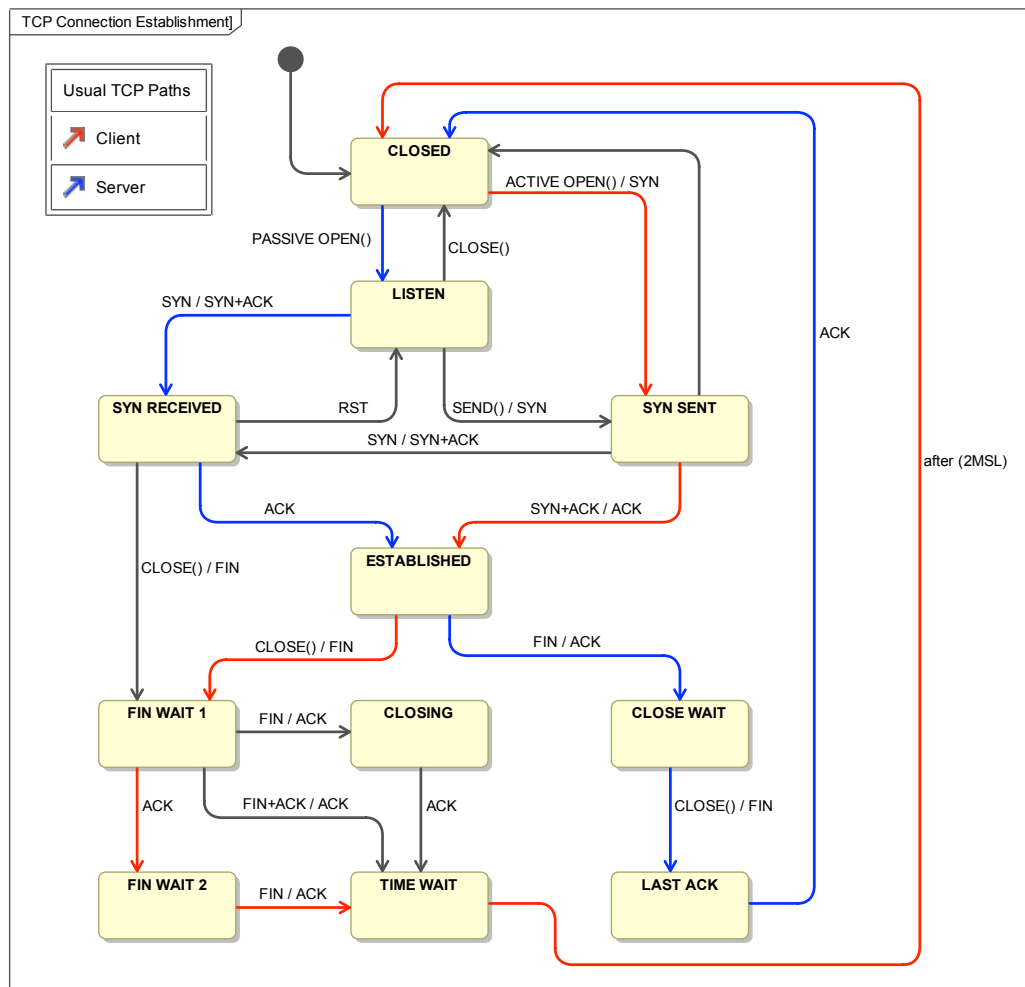 TCP Connection Establishment]
Usual TCP Paths
Client
Server
CLOSED
ACTIVE OPEN() / SYN
PASSIVE OPEN()
CLOSE()
LISTEN
SYN / SYN+ACK
ACK
SYN RECEIVED
RST
SEND() / SYN
SYN SENT
SYN / SYN+ACK
after (2MSL)
ACK
SYN+ACK / ACK
ESTABLISHED
CLOSE() / FIN
CLOSE() / FIN
FIN / ACK
FIN WAIT 1
FIN / ACK
CLOSING
CLOSE WAIT
ACK
FIN+ACK / ACK
ACK
CLOSE() / FIN
FIN WAIT 2
FIN / ACK
TIME WAIT
LAST ACK